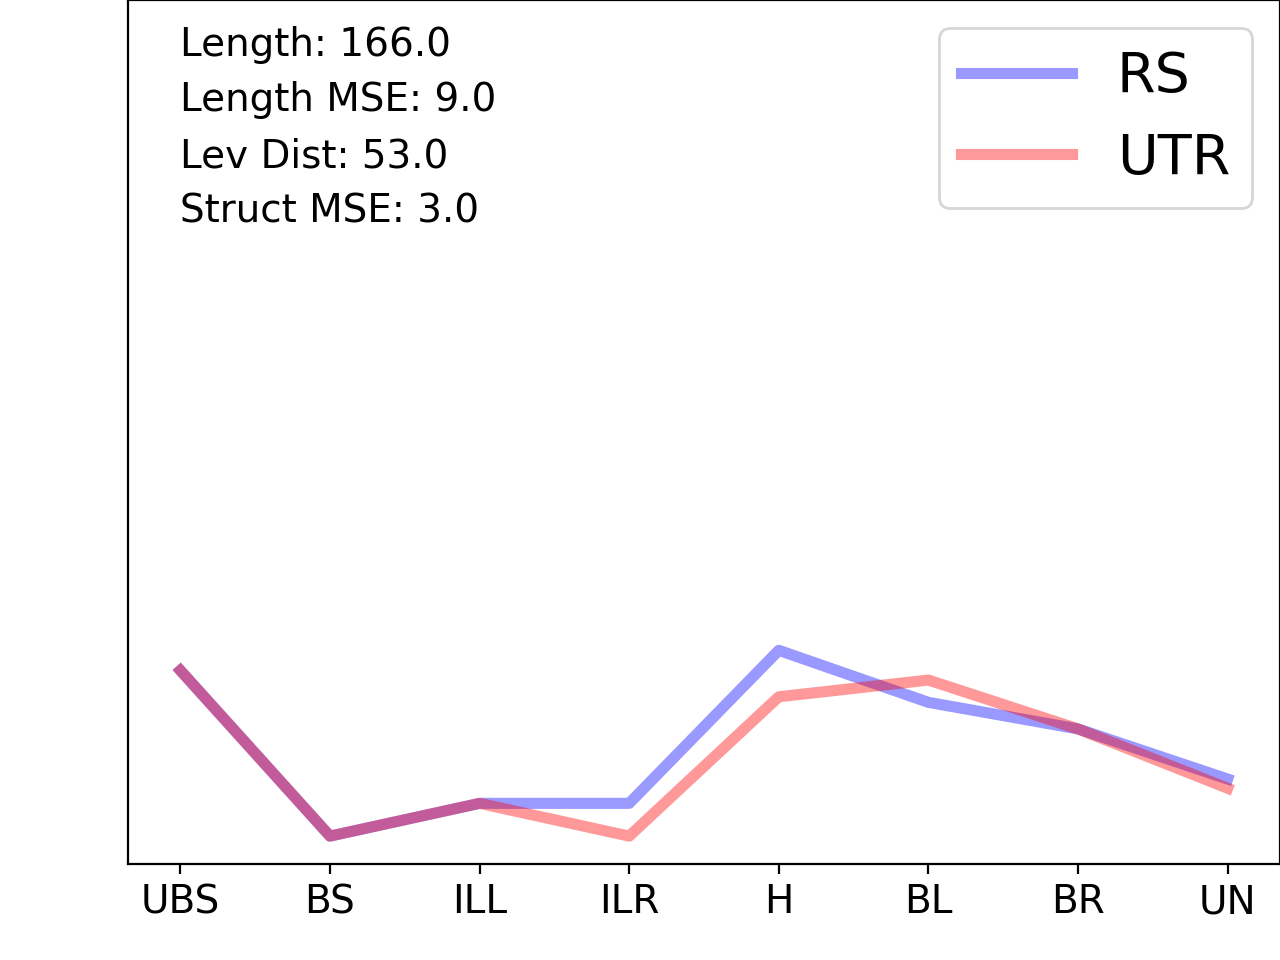 Length: 166.0
Length MSE: 9.0
Lev Dist: 53.0
Struct MSE: 3.0
RS
UTR
UBS BS ILL ILR H BL BR UN